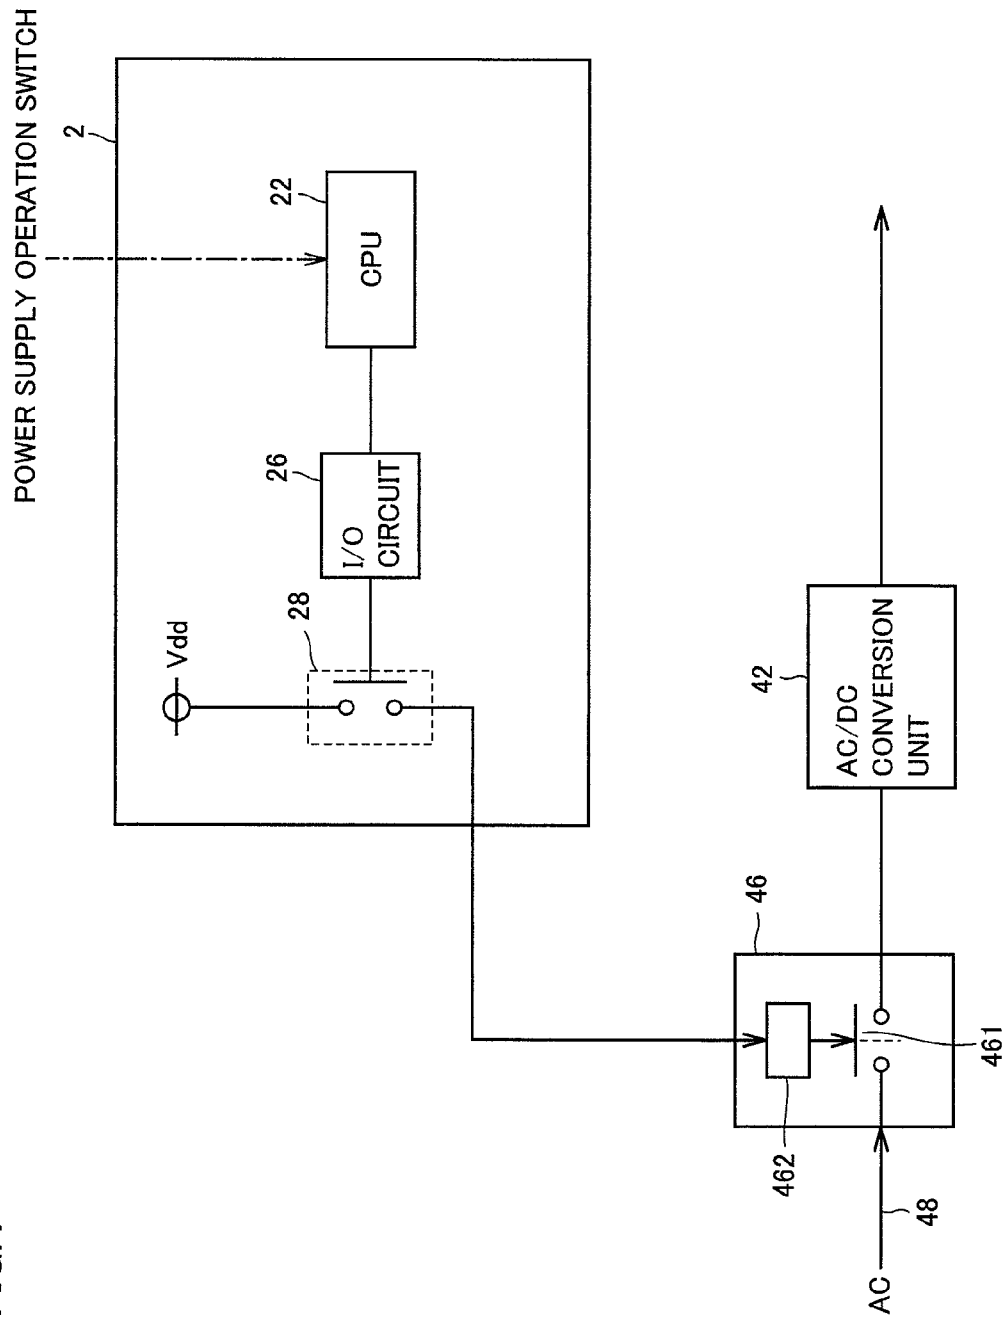 POWER SUPPLY OPERATION SWITCH
2
22
CPU
26
I/O
CIRCUIT
28
Vdd
42
AC/DC
CONVERSION
UNIT
46
461
462
48
AC